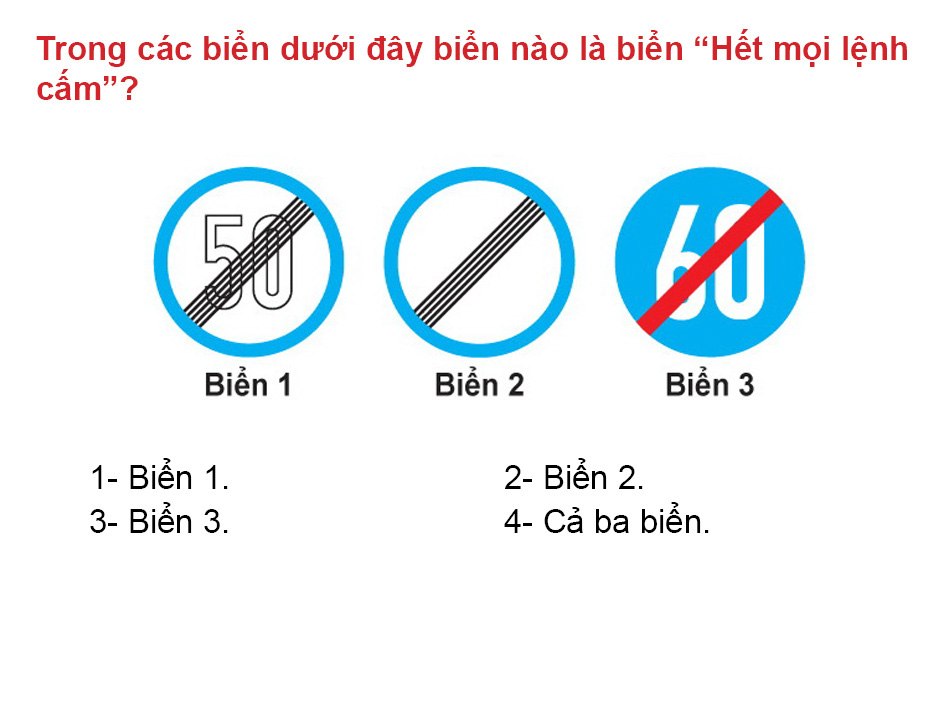 Trong các biển dưới đây biển nào là biển “Hết mọi lệnh
cấm”?
50
60
Biển 1
Biển 2
Biển 3
1- Biển 1.
2- Biển 2.
3- Biển 3.
4- Cả ba biển.